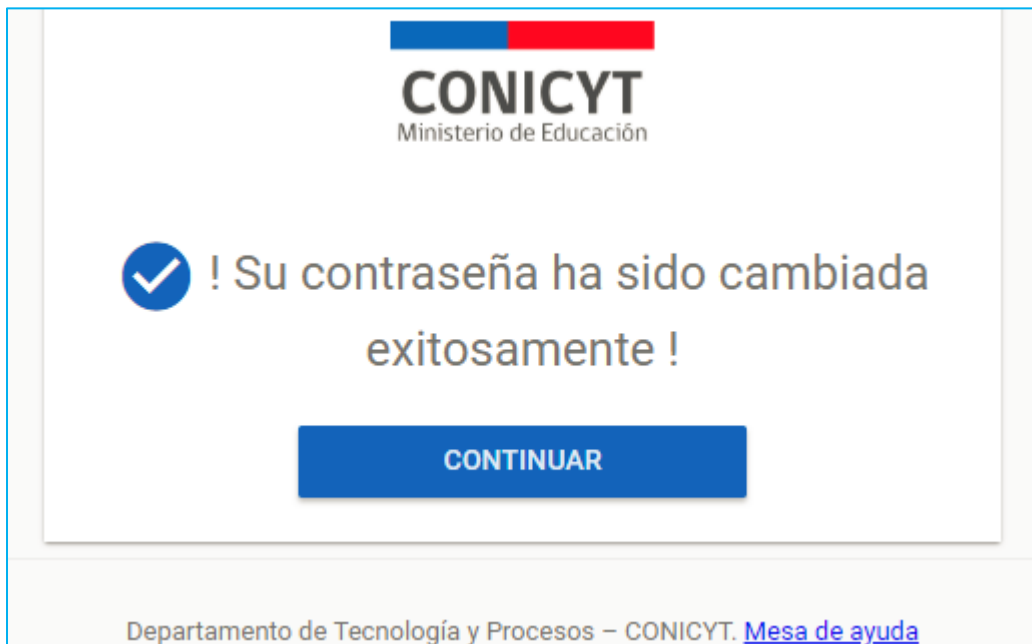 CONICYT
Ministerio de Educación
! Su contraseña ha sido cambiada
exitosamente !
CONTINUAR
Departamento de Tecnología y Procesos – CONICYT. Mesa de ayuda